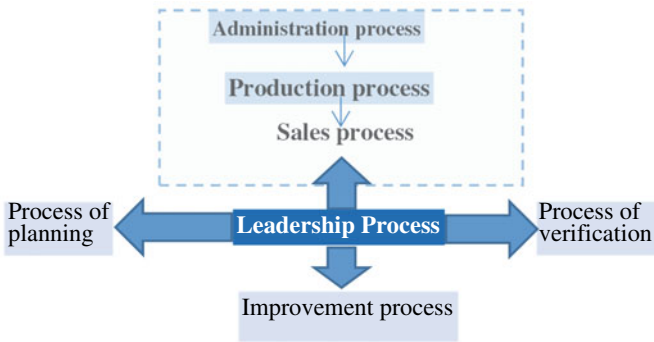 Administration process
Production process
Sales process
Process of
planning
Leadership Process
Process of
verification
Improvement process